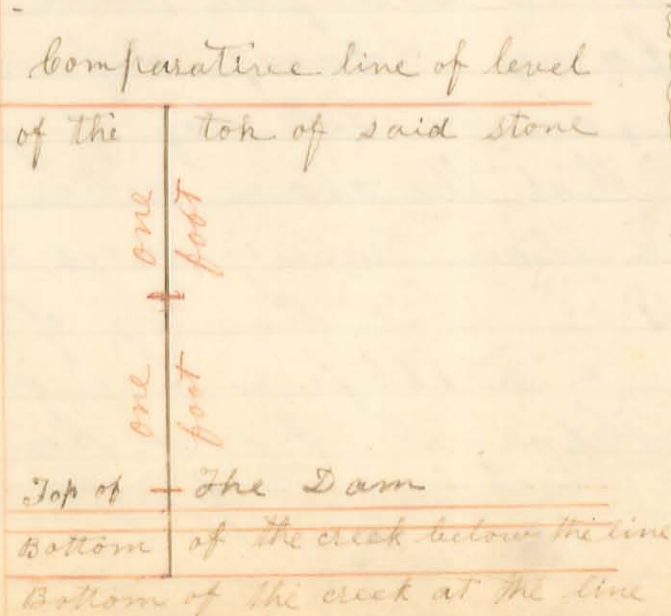 Comparative line of level
of the top of said stone
one foot
one foot
Top of The Dam
Bottom of the creek below the line
Bottom of the creek at the line